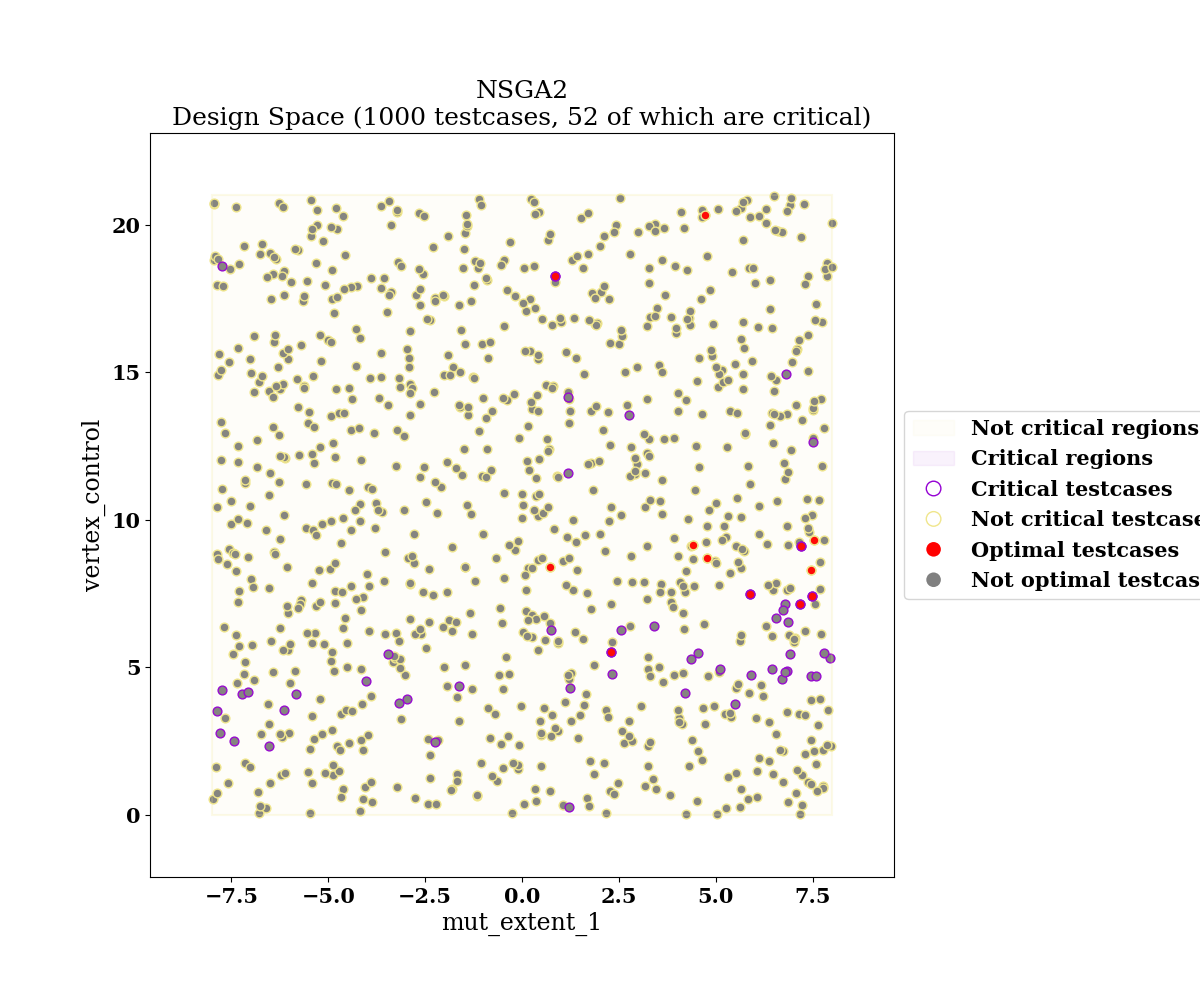 NSGA2
Design Space (1000 testcases, 52 of which are critical)
vertex_control
20
15
10
5
0
−7.5 −5.0 −2.5 0.0 2.5 5.0 7.5
mut_extent_1
Not critical regions
Critical regions
Critical testcases
Not critical testcase
Optimal testcases
Not optimal testcas